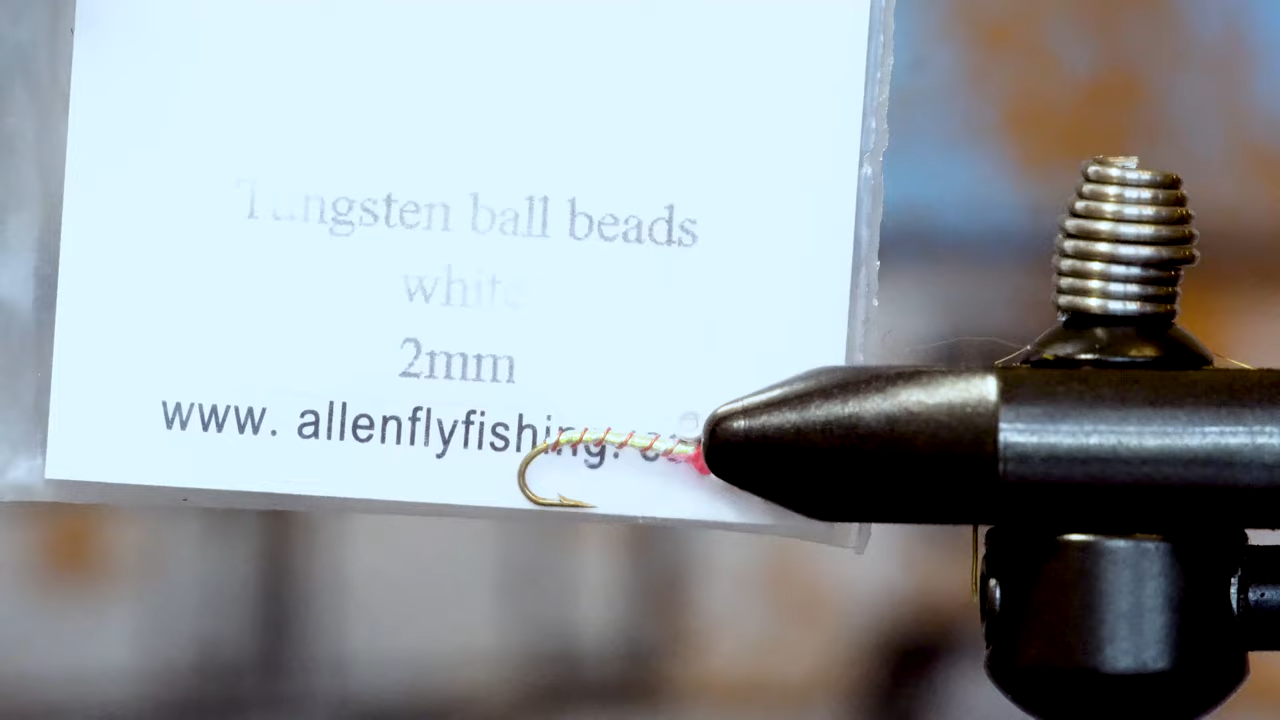 Tungsten ball beads
white
2mm
www. allenflyfishing.